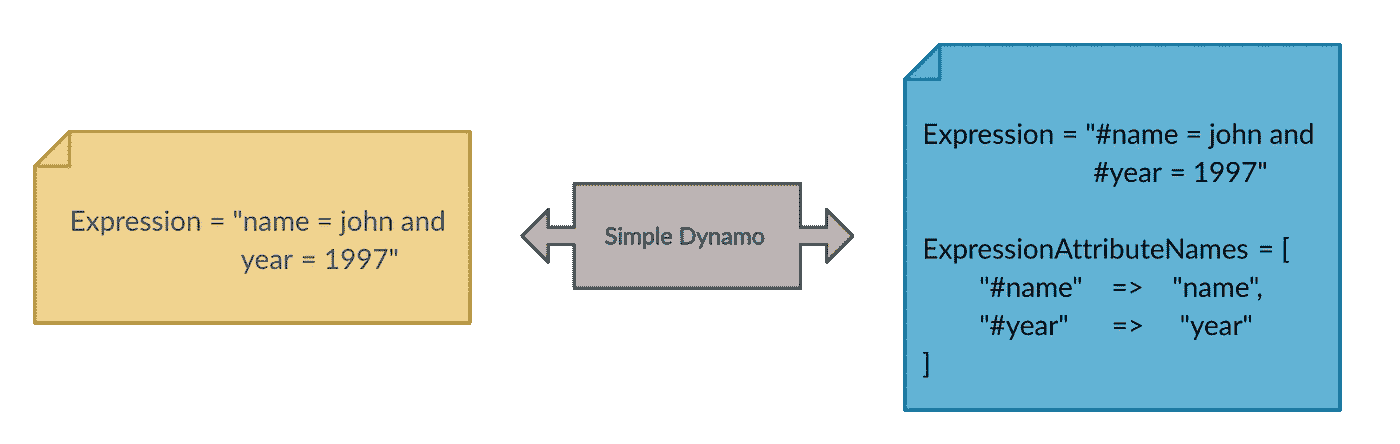 Expression = "name = john and
year = 1997"
Simple Dynamo
Expression = "#name = john and
#year = 1997"
ExpressionAttributeNames = [
"#name" => "name",
"#year" => "year"
]